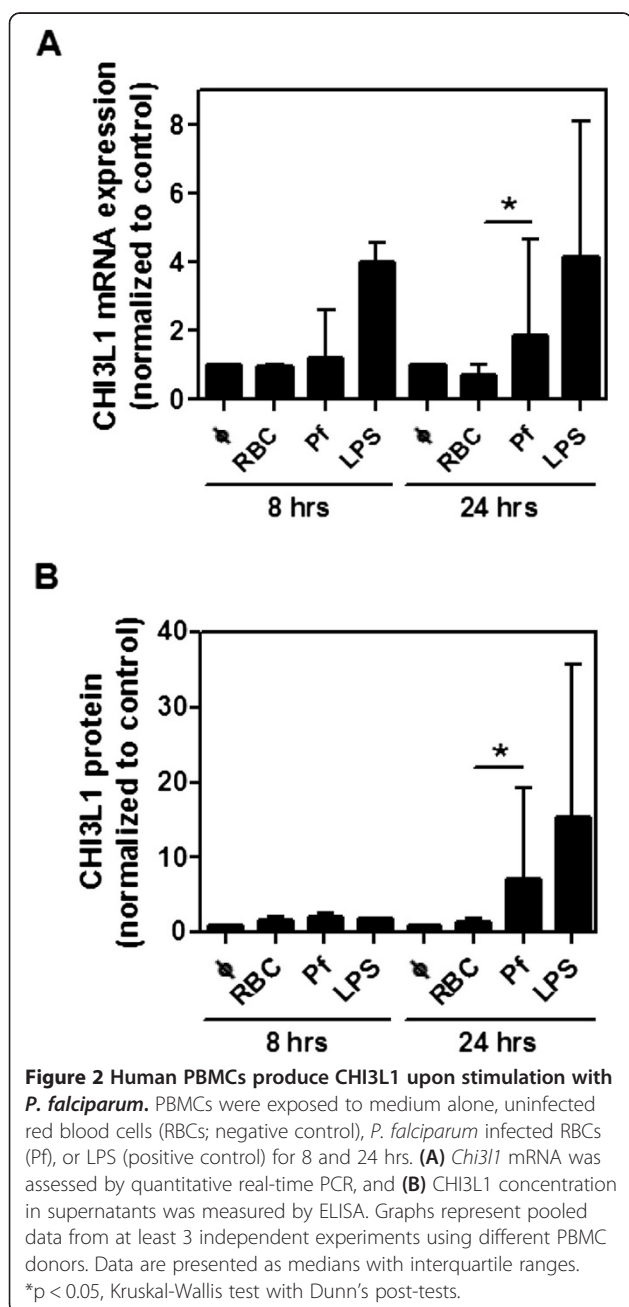 A
CHI3L1 mRNA expression
(normalized to control)
8
6
4
2
0
*
ϕ RBC Pf LPS ϕ RBC Pf LPS
8 hrs 24 hrs
B
CHI3L1 protein
(normalized to control)
40
30
20
10
0
*
ϕ RBC Pf LPS ϕ RBC Pf LPS
8 hrs 24 hrs
Figure 2 Human PBMCs produce CHI3L1 upon stimulation with
P. falciparum. PBMCs were exposed to medium alone, uninfected
red blood cells (RBCs; negative control), P. falciparum infected RBCs
(Pf), or LPS (positive control) for 8 and 24 hrs. (A) Chi3l1 mRNA was
assessed by quantitative real-time PCR, and (B) CHI3L1 concentration
in supernatants was measured by ELISA. Graphs represent pooled
data from at least 3 independent experiments using different PBMC
donors. Data are presented as medians with interquartile ranges.
*p < 0.05, Kruskal-Wallis test with Dunn's post-tests.